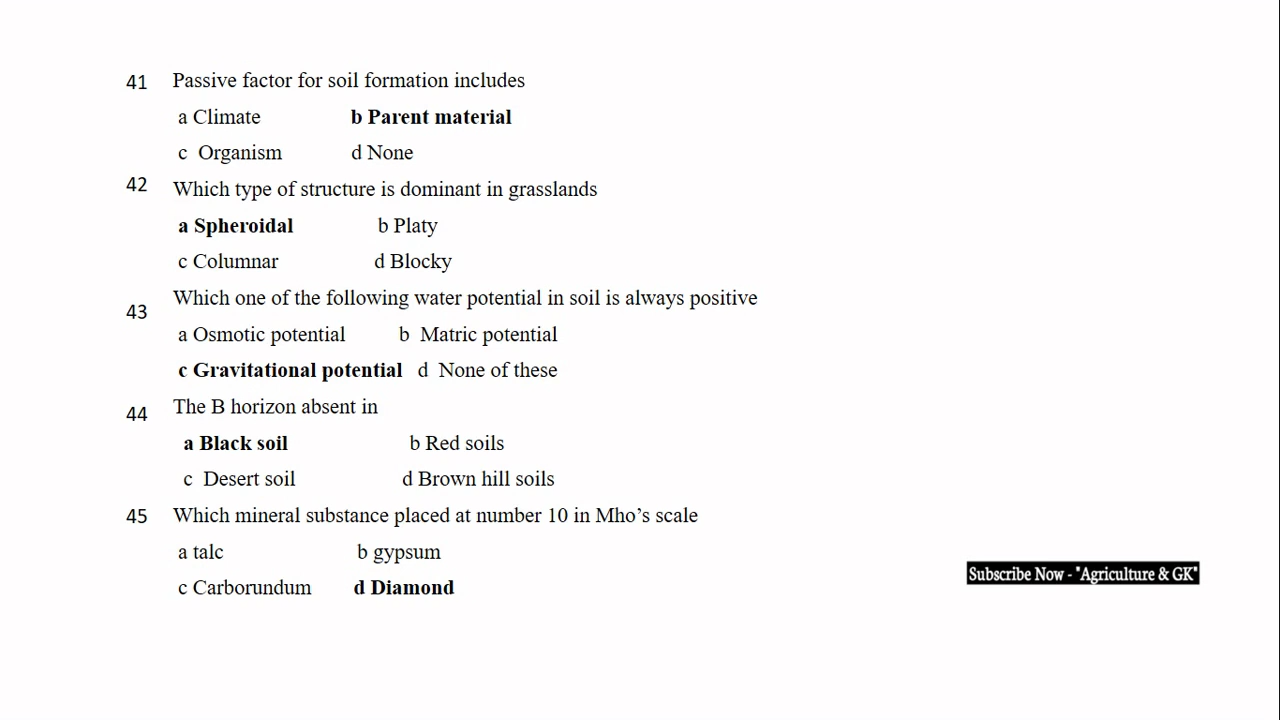 41 Passive factor for soil formation includes
a Climate b Parent material
c Organism d None
42 Which type of structure is dominant in grasslands
a Spheroidal b Platy
c Columnar d Blocky
43 Which one of the following water potential in soil is always positive
a Osmotic potential b Matric potential
c Gravitational potential d None of these
44 The B horizon absent in
a Black soil b Red soils
c Desert soil d Brown hill soils
45 Which mineral substance placed at number 10 in Mho’s scale
a talc b gypsum
c Carborundum d Diamond
Subscribe Now - "Agriculture & GK"